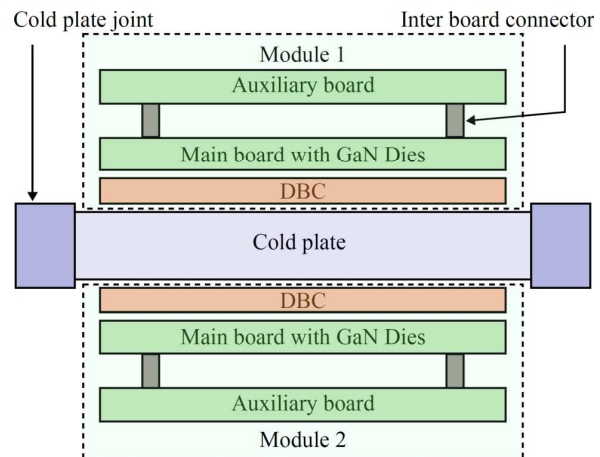 Cold plate joint
Inter board connector
Module 1
Auxiliary board
Main board with GaN Dies
DBC
Cold plate
DBC
Main board with GaN Dies
Auxiliary board
Module 2